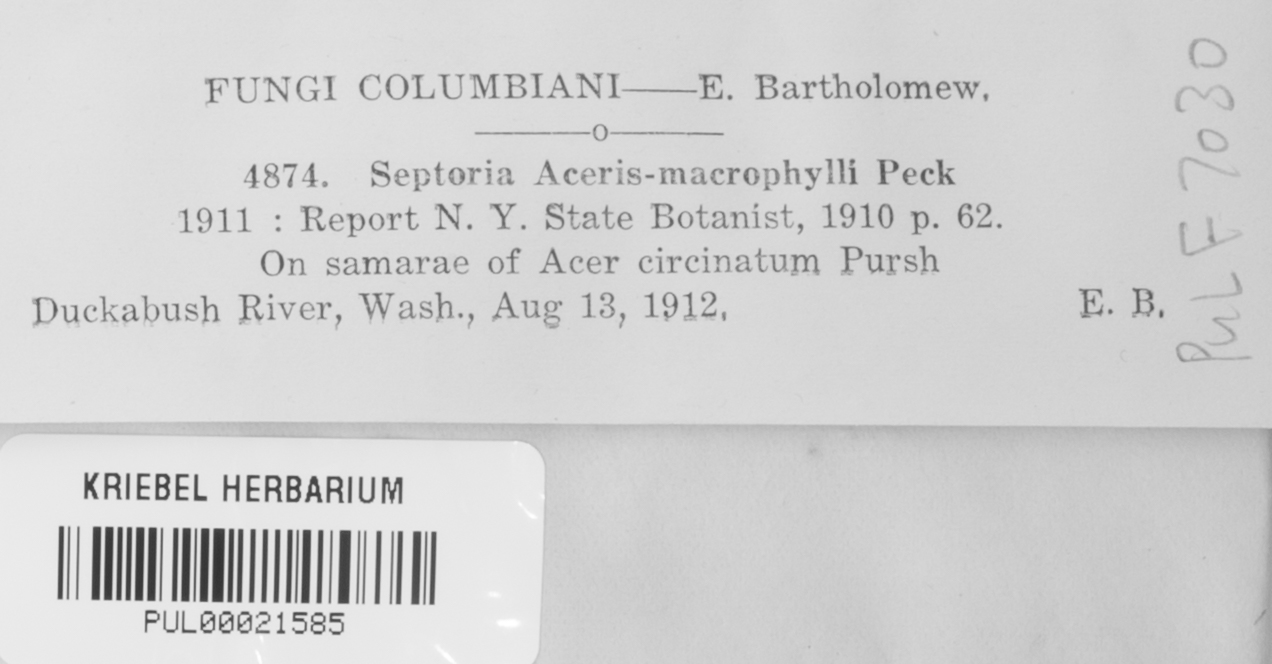 FUNGI COLUMBIANI——E. Bartholomew.
———o———
4874. Septoria Aceris-macrophylli Peck
1911 : Report N. Y. State Botanist, 1910 p. 62.
On samarae of Acer circinatum Pursh
Duckabush River, Wash., Aug 13, 1912, E. B.
PUL F 7030
KRIEBEL HERBARIUM
PUL00021585